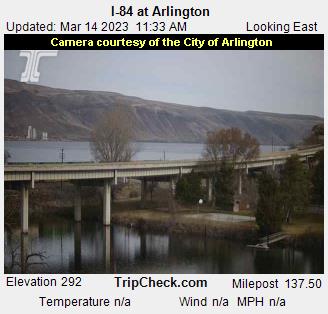 I-84 at Arlington
Updated: Mar 14 2023 11:33 AM Looking East
Camera courtesy of the City of Arlington
Elevation 292 TripCheck.com Milepost 137.50
Temperature n/a Wind n/a MPH n/a